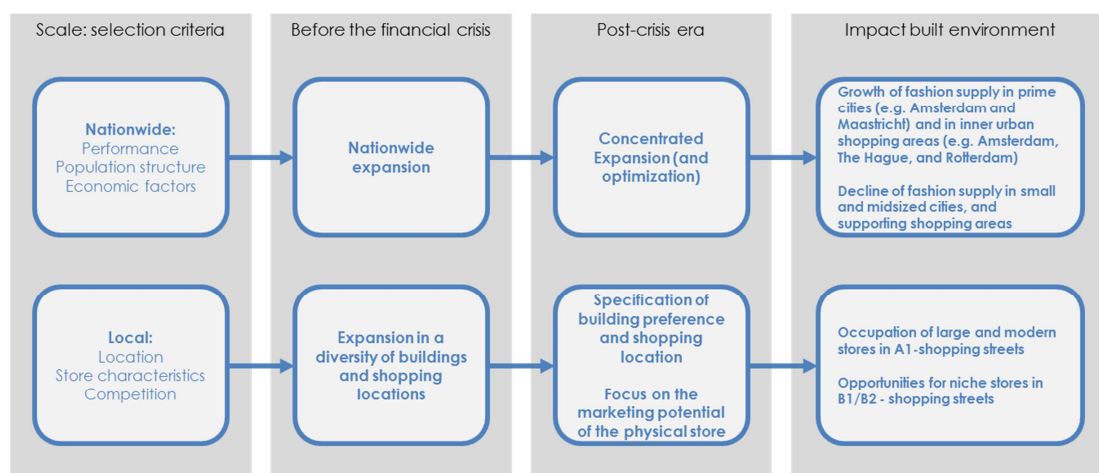 Scale: selection criteria
Before the financial crisis
Post-crisis era
Impact built environment
Nationwide:
Performance
Population structure
Economic factors
Nationwide
expansion
Concentrated
Expansion (and
optimization)
Growth of fashion supply in prime
cities (e.g. Amsterdam and
Maastricht) and in inner urban
shopping areas (e.g. Amsterdam,
The Hague, and Rotterdam)
Decline of fashion supply in small
and midsized cities, and
supporting shopping areas
Local:
Location
Store characteristics
Competition
Expansion in a
diversity of buildings
and shopping
locations
Specification of
building preference
and shopping
location
Focus on the
marketing potential
of the physical store
Occupation of large and modern
stores in A1-shopping streets
Opportunities for niche stores in
B1/B2 - shopping streets